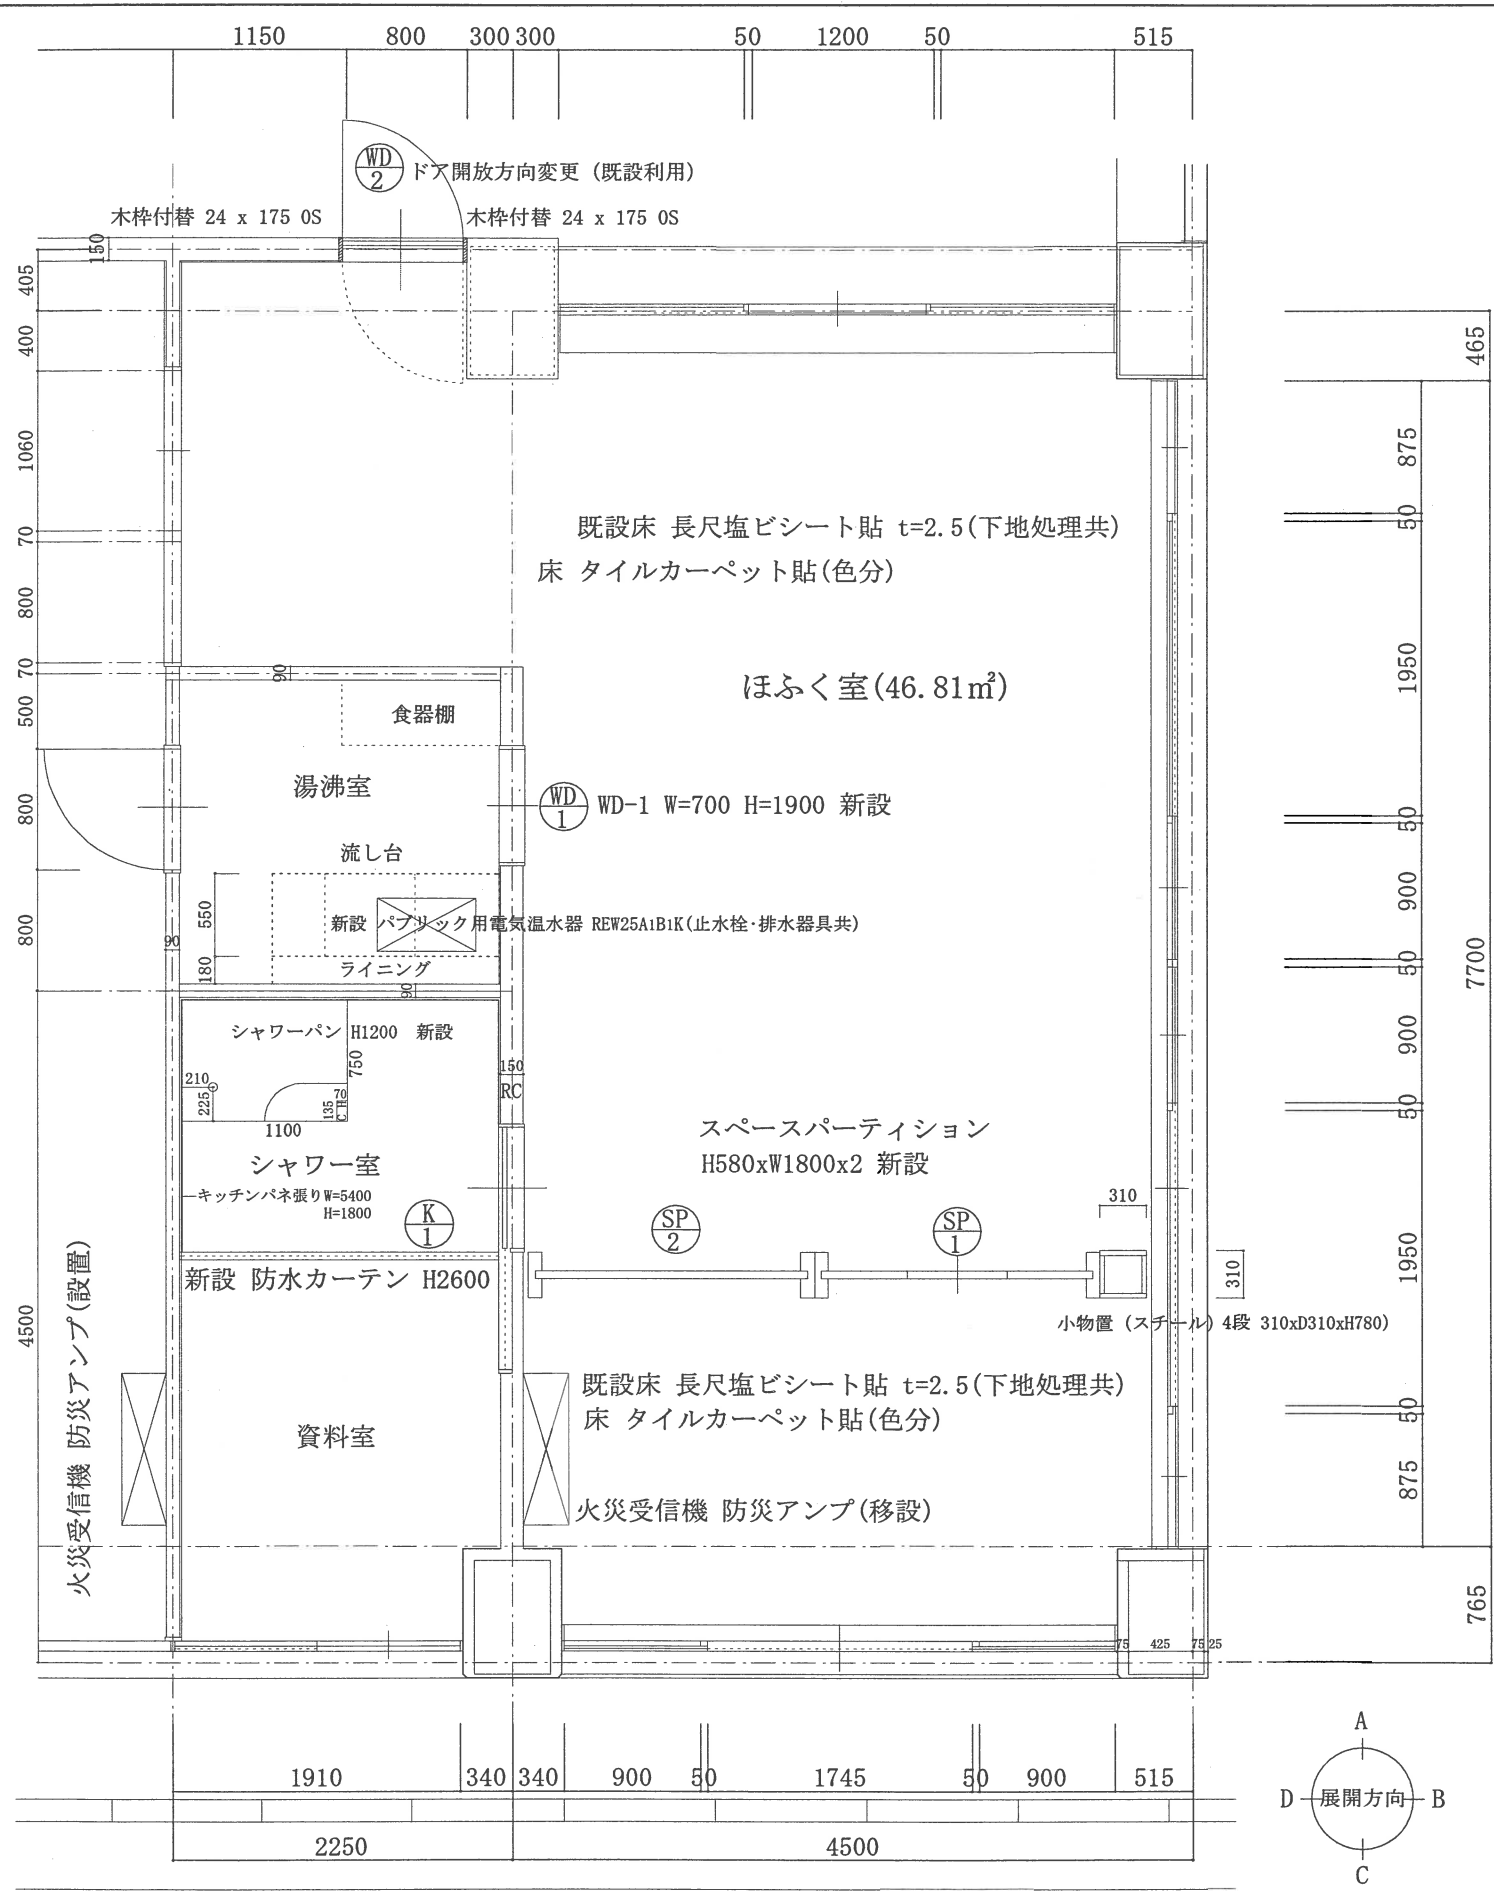 1150 800 300 300 50 1200 50 515
WD
2
ドア開放方向変更 (既設利用)
木枠付替 24 x 175 OS
木枠付替 24 x 175 OS
150
405
400
1060
70
800
70
500
800
800
4500
465
875
50
1950
50
900
50
900
50
1950
50
875
7700
765
既設床 長尺塩ビシート貼 t=2.5(下地処理共)
床 タイルカーペット貼(色分)
ほふく室(46.81㎡)
90
食器棚
湯沸室
WD
1
WD-1 W=700 H=1900 新設
流し台
550
新設 パブリック用電気温水器 REW25A1B1K(止水栓・排水器具共)
90
180
ライニング
90
シャワーパン H1200 新設
750
210
225
70
135
CH
1100
150
RC
シャワー室
キッチンパネ張りW=5400
H=1800
K
1
スペースパーティション
H580xW1800x2 新設
SP
2
SP
1
310
310
新設 防水カーテン H2600
小物置 (スチール) 4段 310xD310xH780)
火災受信機 防災アンプ(設置)
既設床 長尺塩ビシート貼 t=2.5(下地処理共)
床 タイルカーペット貼(色分)
資料室
火災受信機 防災アンプ(移設)
75 425 75 25
1910 340 340 900 50 1745 50 900 515
2250 4500
A
D 展開方向 B
C